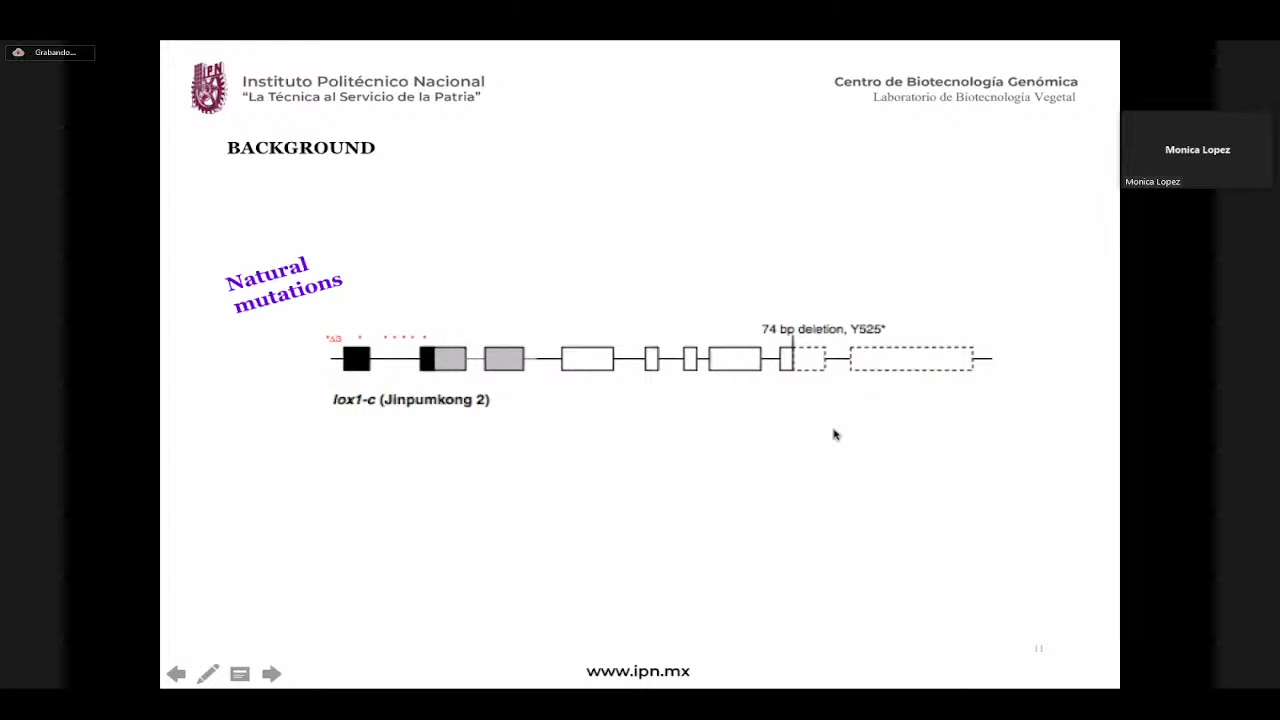 Grabando...
IPN
Instituto Politécnico Nacional
“La Técnica al Servicio de la Patria”
Centro de Biotecnología Genómica
Laboratorio de Biotecnología Vegetal
BACKGROUND
Monica Lopez
Monica Lopez
Natural
mutations
74 bp deletion, Y525*
lox1-c (Jinpumkong 2)
11
www.ipn.mx